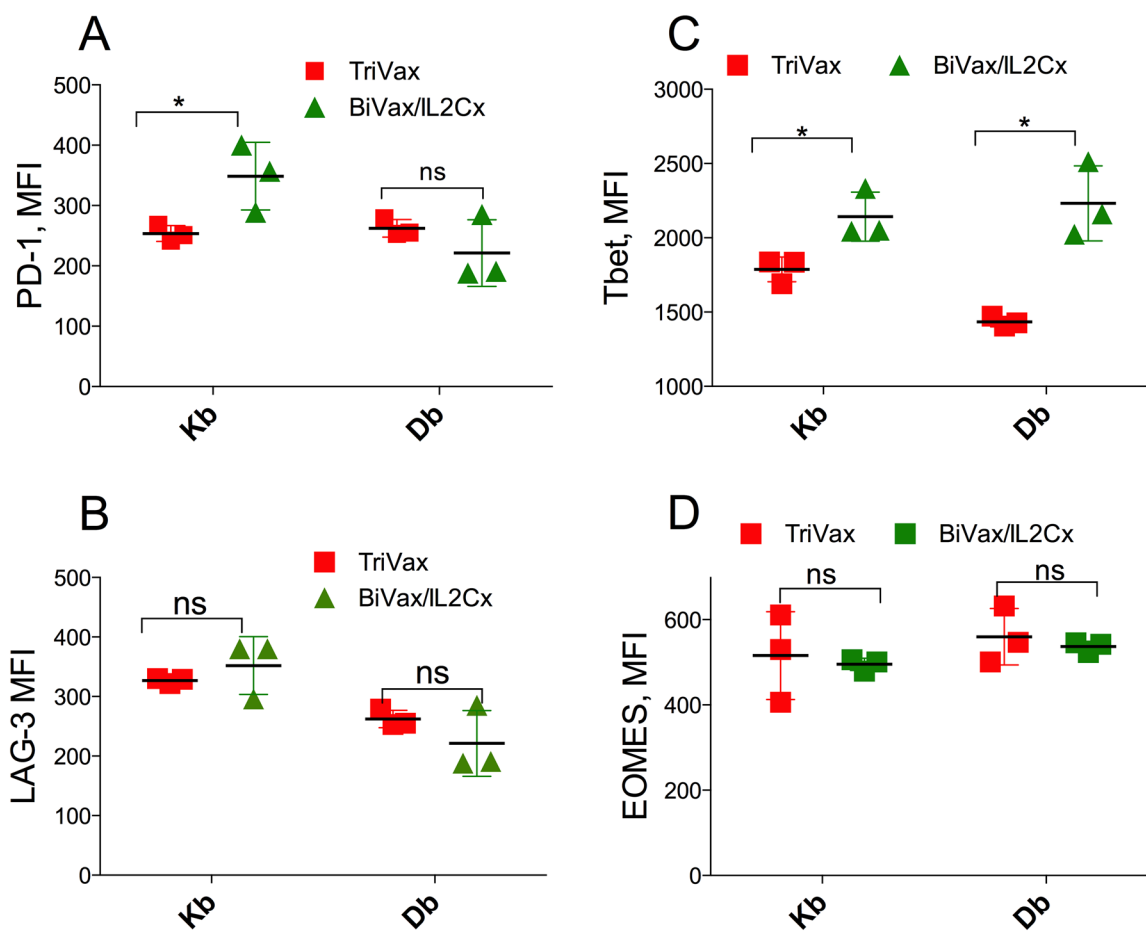 A
TriVax
BiVax/IL2Cx
500
400
300
200
100
0
PD-1, MFI
*
ns
Kb
Db
C
TriVax
BiVax/IL2Cx
3000
2500
2000
1500
1000
Tbet, MFI
*
*
Kb
Db
B
TriVax
BiVax/IL2Cx
500
400
300
200
100
0
LAG-3 MFI
ns
ns
Kb
Db
D
TriVax
BiVax/IL2Cx
600
400
200
0
EOMES, MFI
ns
ns
Kb
Db